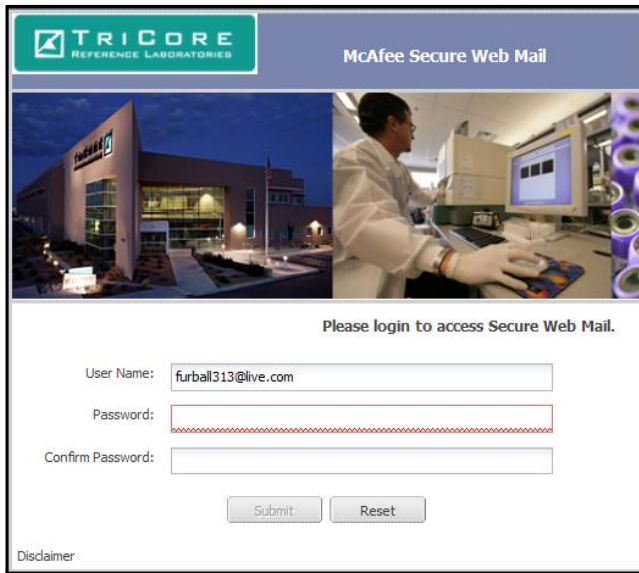 TRICORE
REFERENCE LABORATORIES
McAfee Secure Web Mail
TRICORE
Please login to access Secure Web Mail.
User Name:
furball313@live.com
Password:
Confirm Password:
Submit
Reset
Disclaimer